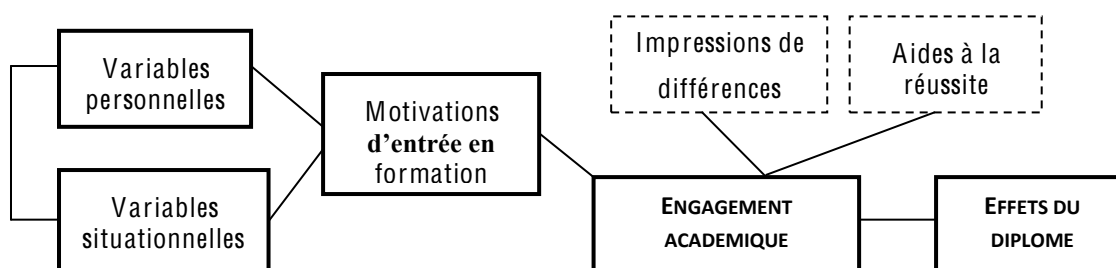 Variables
personnelles
Variables
situationnelles
Motivations
d’entrée en
formation
Impressions de
différences
Aides à la
réussite
ENGAGEMENT
ACADEMIQUE
EFFETS DU
DIPLOME